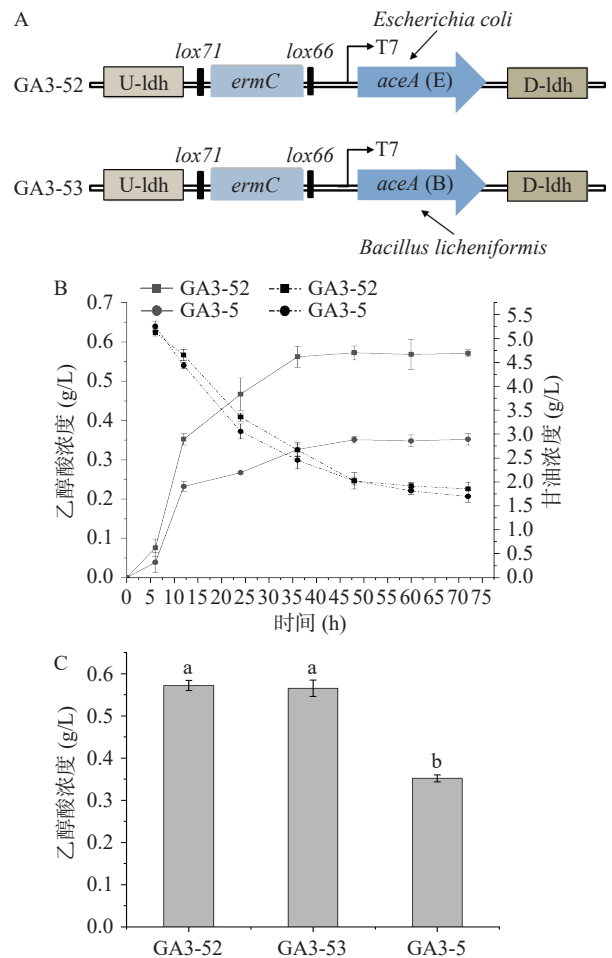 A
Escherichia coli
lox71 lox66 T7
GA3-52 U-ldh ermC aceA (E) D-ldh
lox71 lox66 T7
GA3-53 U-ldh ermC aceA (B) D-ldh
Bacillus licheniformis
B
GA3-52 GA3-52
GA3-5 GA3-5
乙醇酸浓度 (g/L)
0.7
0.6
0.5
0.4
0.3
0.2
0.1
0.0
5.5
5.0
4.5
4.0
3.5
3.0
2.5
2.0
1.5
1.0
0.5
0.0
甘油浓度 (g/L)
0 5 10 15 20 25 30 35 40 45 50 55 60 65 70 75
时间 (h)
C
乙醇酸浓度 (g/L)
0.6
0.5
0.4
0.3
0.2
0.1
0.0
a a b
GA3-52 GA3-53 GA3-5